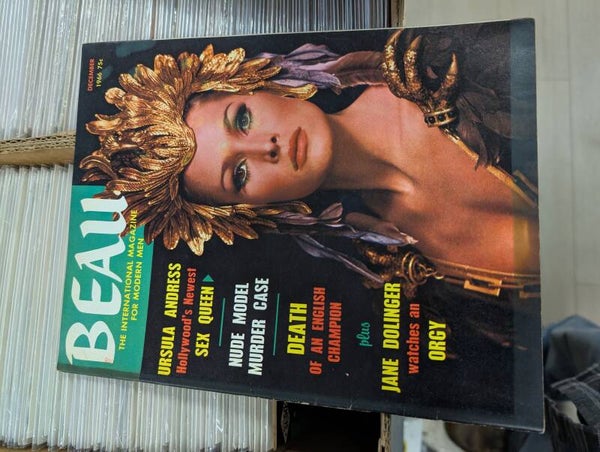 DECEMBER
1966 75¢
BEAU
THE INTERNATIONAL MAGAZINE
FOR MODERN MEN
URSULA ANDRESS
Hollywood's Newest
SEX QUEEN
NUDE MODEL
MURDER CASE
DEATH
OF AN ENGLISH
CHAMPION
plus
JANE DOLINGER
watches an
ORGY